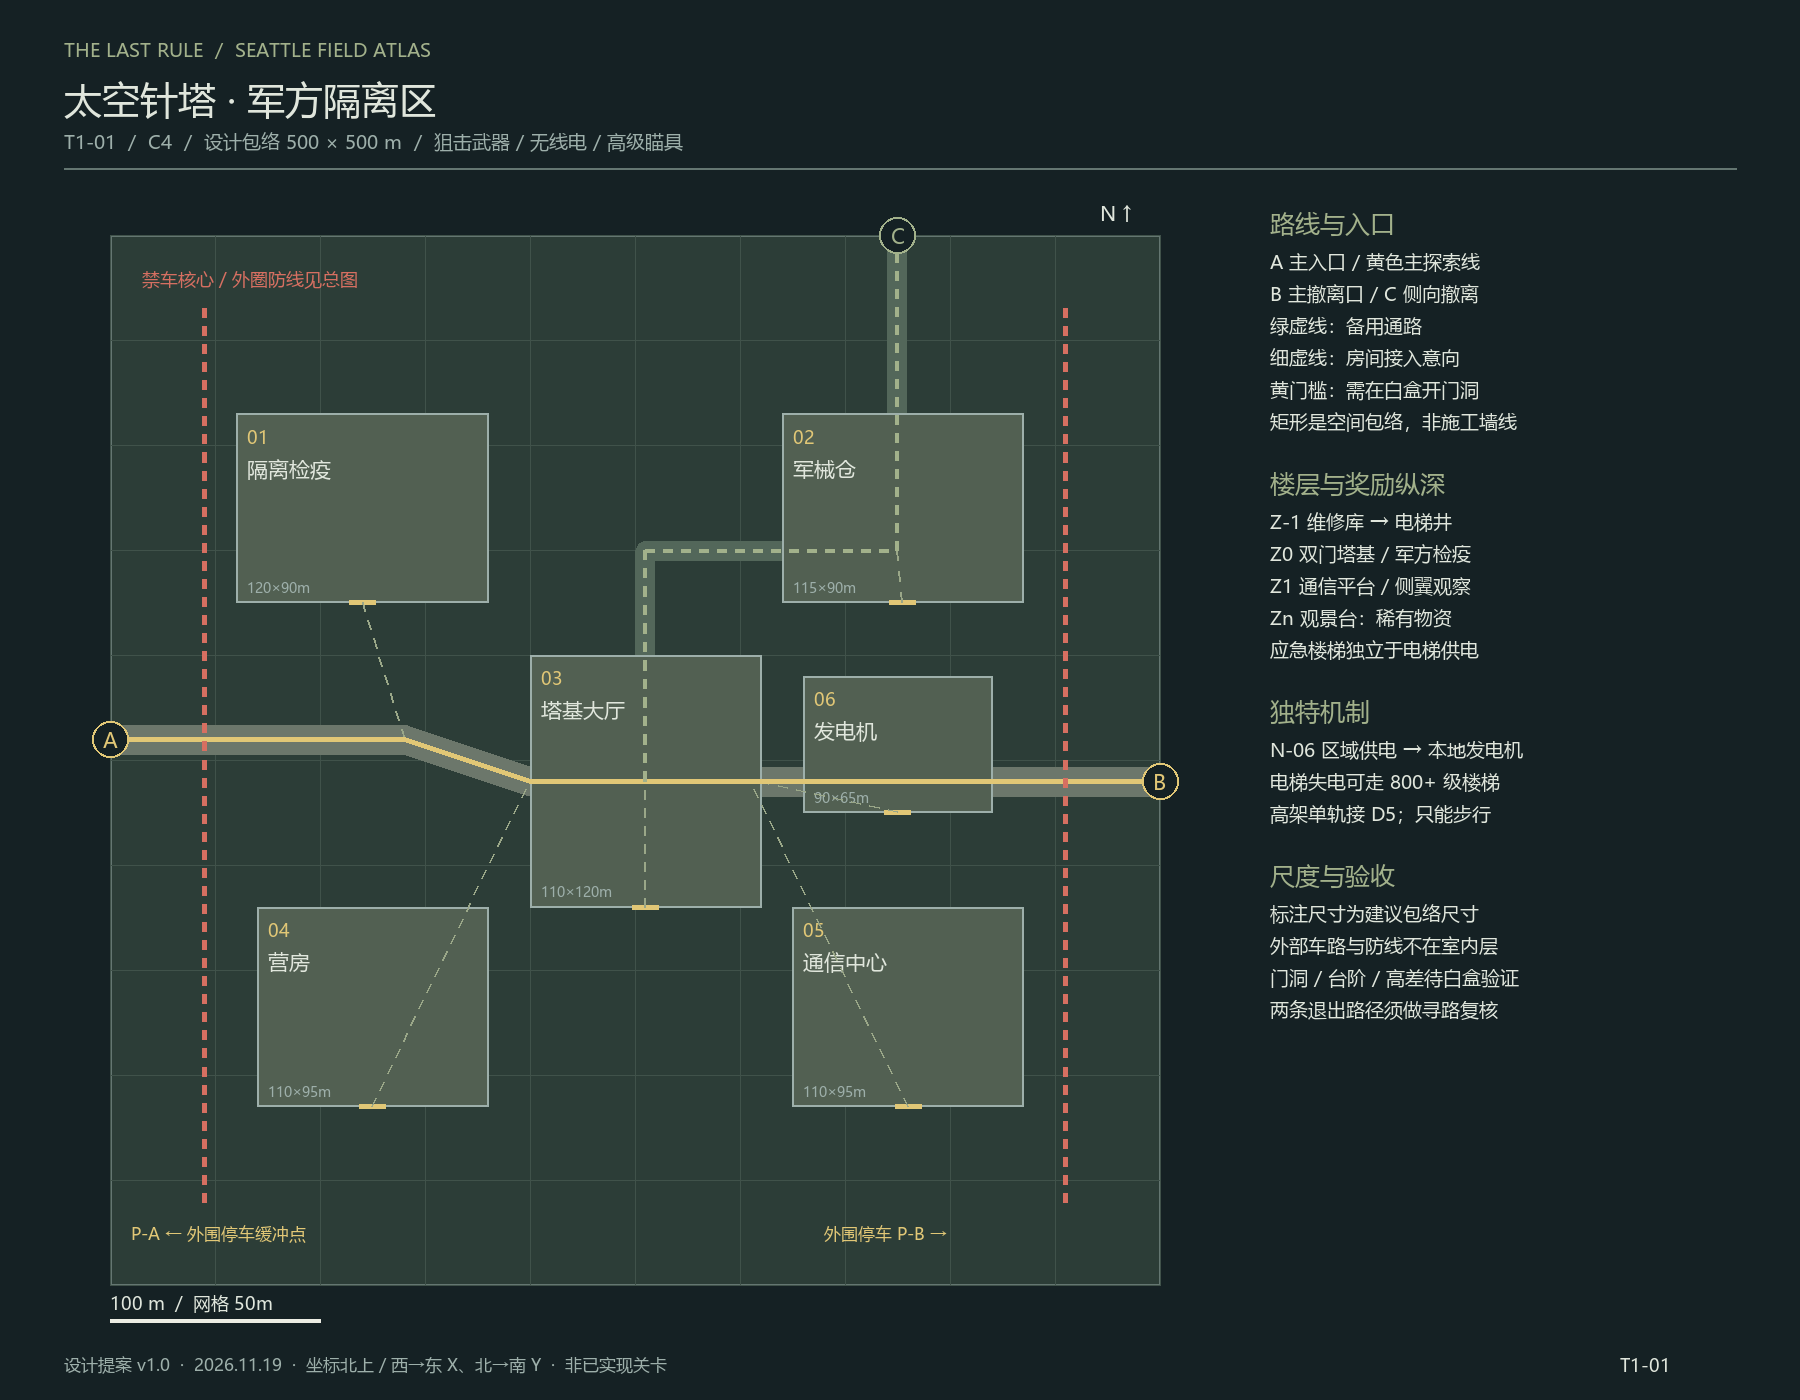 THE LAST RULE / SEATTLE FIELD ATLAS
太空针塔 · 军方隔离区
T1-01 / C4 / 设计包络 500 × 500 m / 狙击武器 / 无线电 / 高级瞄具
N ↑
C
禁车核心 / 外圈防线见总图
01
隔离检疫
120×90m
02
军械仓
115×90m
03
塔基大厅
110×120m
06
发电机
90×65m
A
B
04
营房
110×95m
05
通信中心
110×95m
P-A ← 外围停车缓冲点
外围停车 P-B →
100 m / 网格 50m
路线与入口
A 主入口 / 黄色主探索线
B 主撤离口 / C 侧向撤离
绿虚线：备用通路
细虚线：房间接入意向
黄门槛：需在白盒开门洞
矩形是空间包络，非施工墙线
楼层与奖励纵深
Z-1 维修库 → 电梯井
Z0 双门塔基 / 军方检疫
Z1 通信平台 / 侧翼观察
Zn 观景台：稀有物资
应急楼梯独立于电梯供电
独特机制
N-06 区域供电 → 本地发电机
电梯失电可走 800+ 级楼梯
高架单轨接 D5；只能步行
尺度与验收
标注尺寸为建议包络尺寸
外部车路与防线不在室内层
门洞 / 台阶 / 高差待白盒验证
两条退出路径须做寻路复核
设计提案 v1.0 · 2026.11.19 · 坐标北上 / 西→东 X、北→南 Y · 非已实现关卡
T1-01